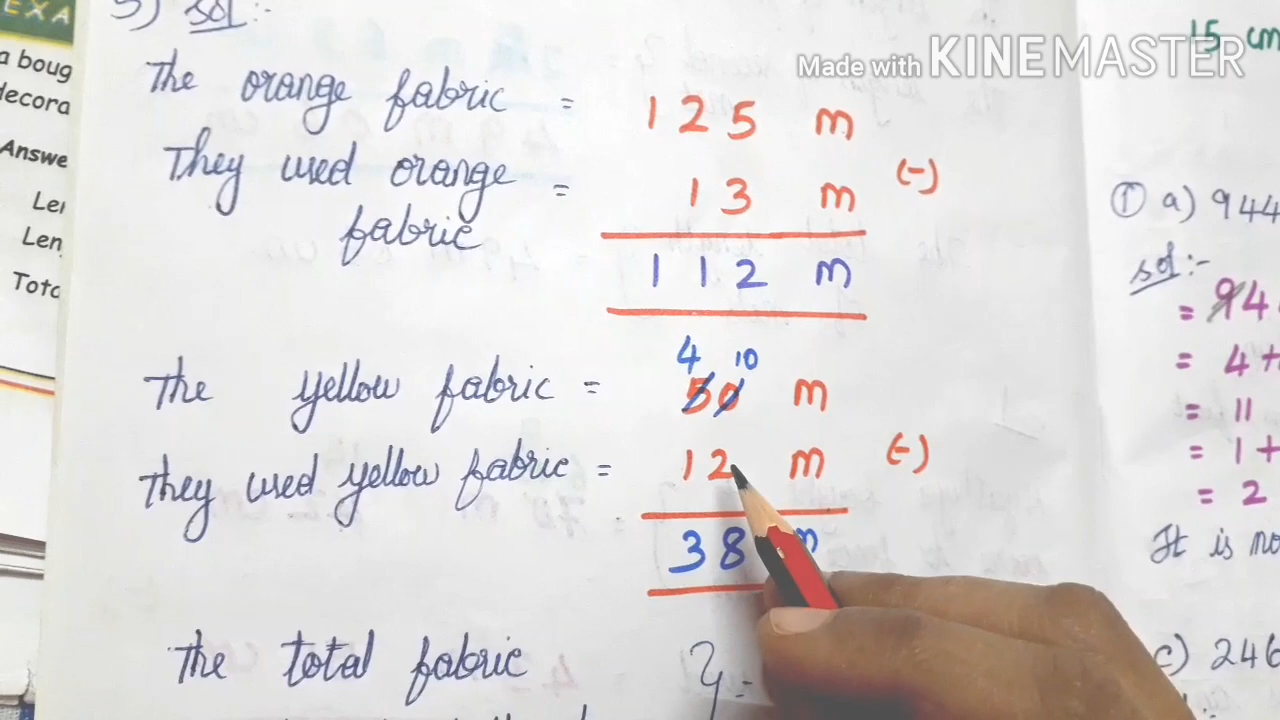 EXA
a boug
decora
Answe
Len
Len
Tota
5) Sol:-
The orange fabric = 125 m
They used orange fabric = 13 m (-)
112 m
4 10
The yellow fabric = 50 m
They used yellow fabric = 12 m (-)
38 m
The total fabric
Made with KINEMASTER
15 cm
① a) 944
Sol:-
= 94
= 4+
= 11
= 1+
= 2
It is no
c) 246